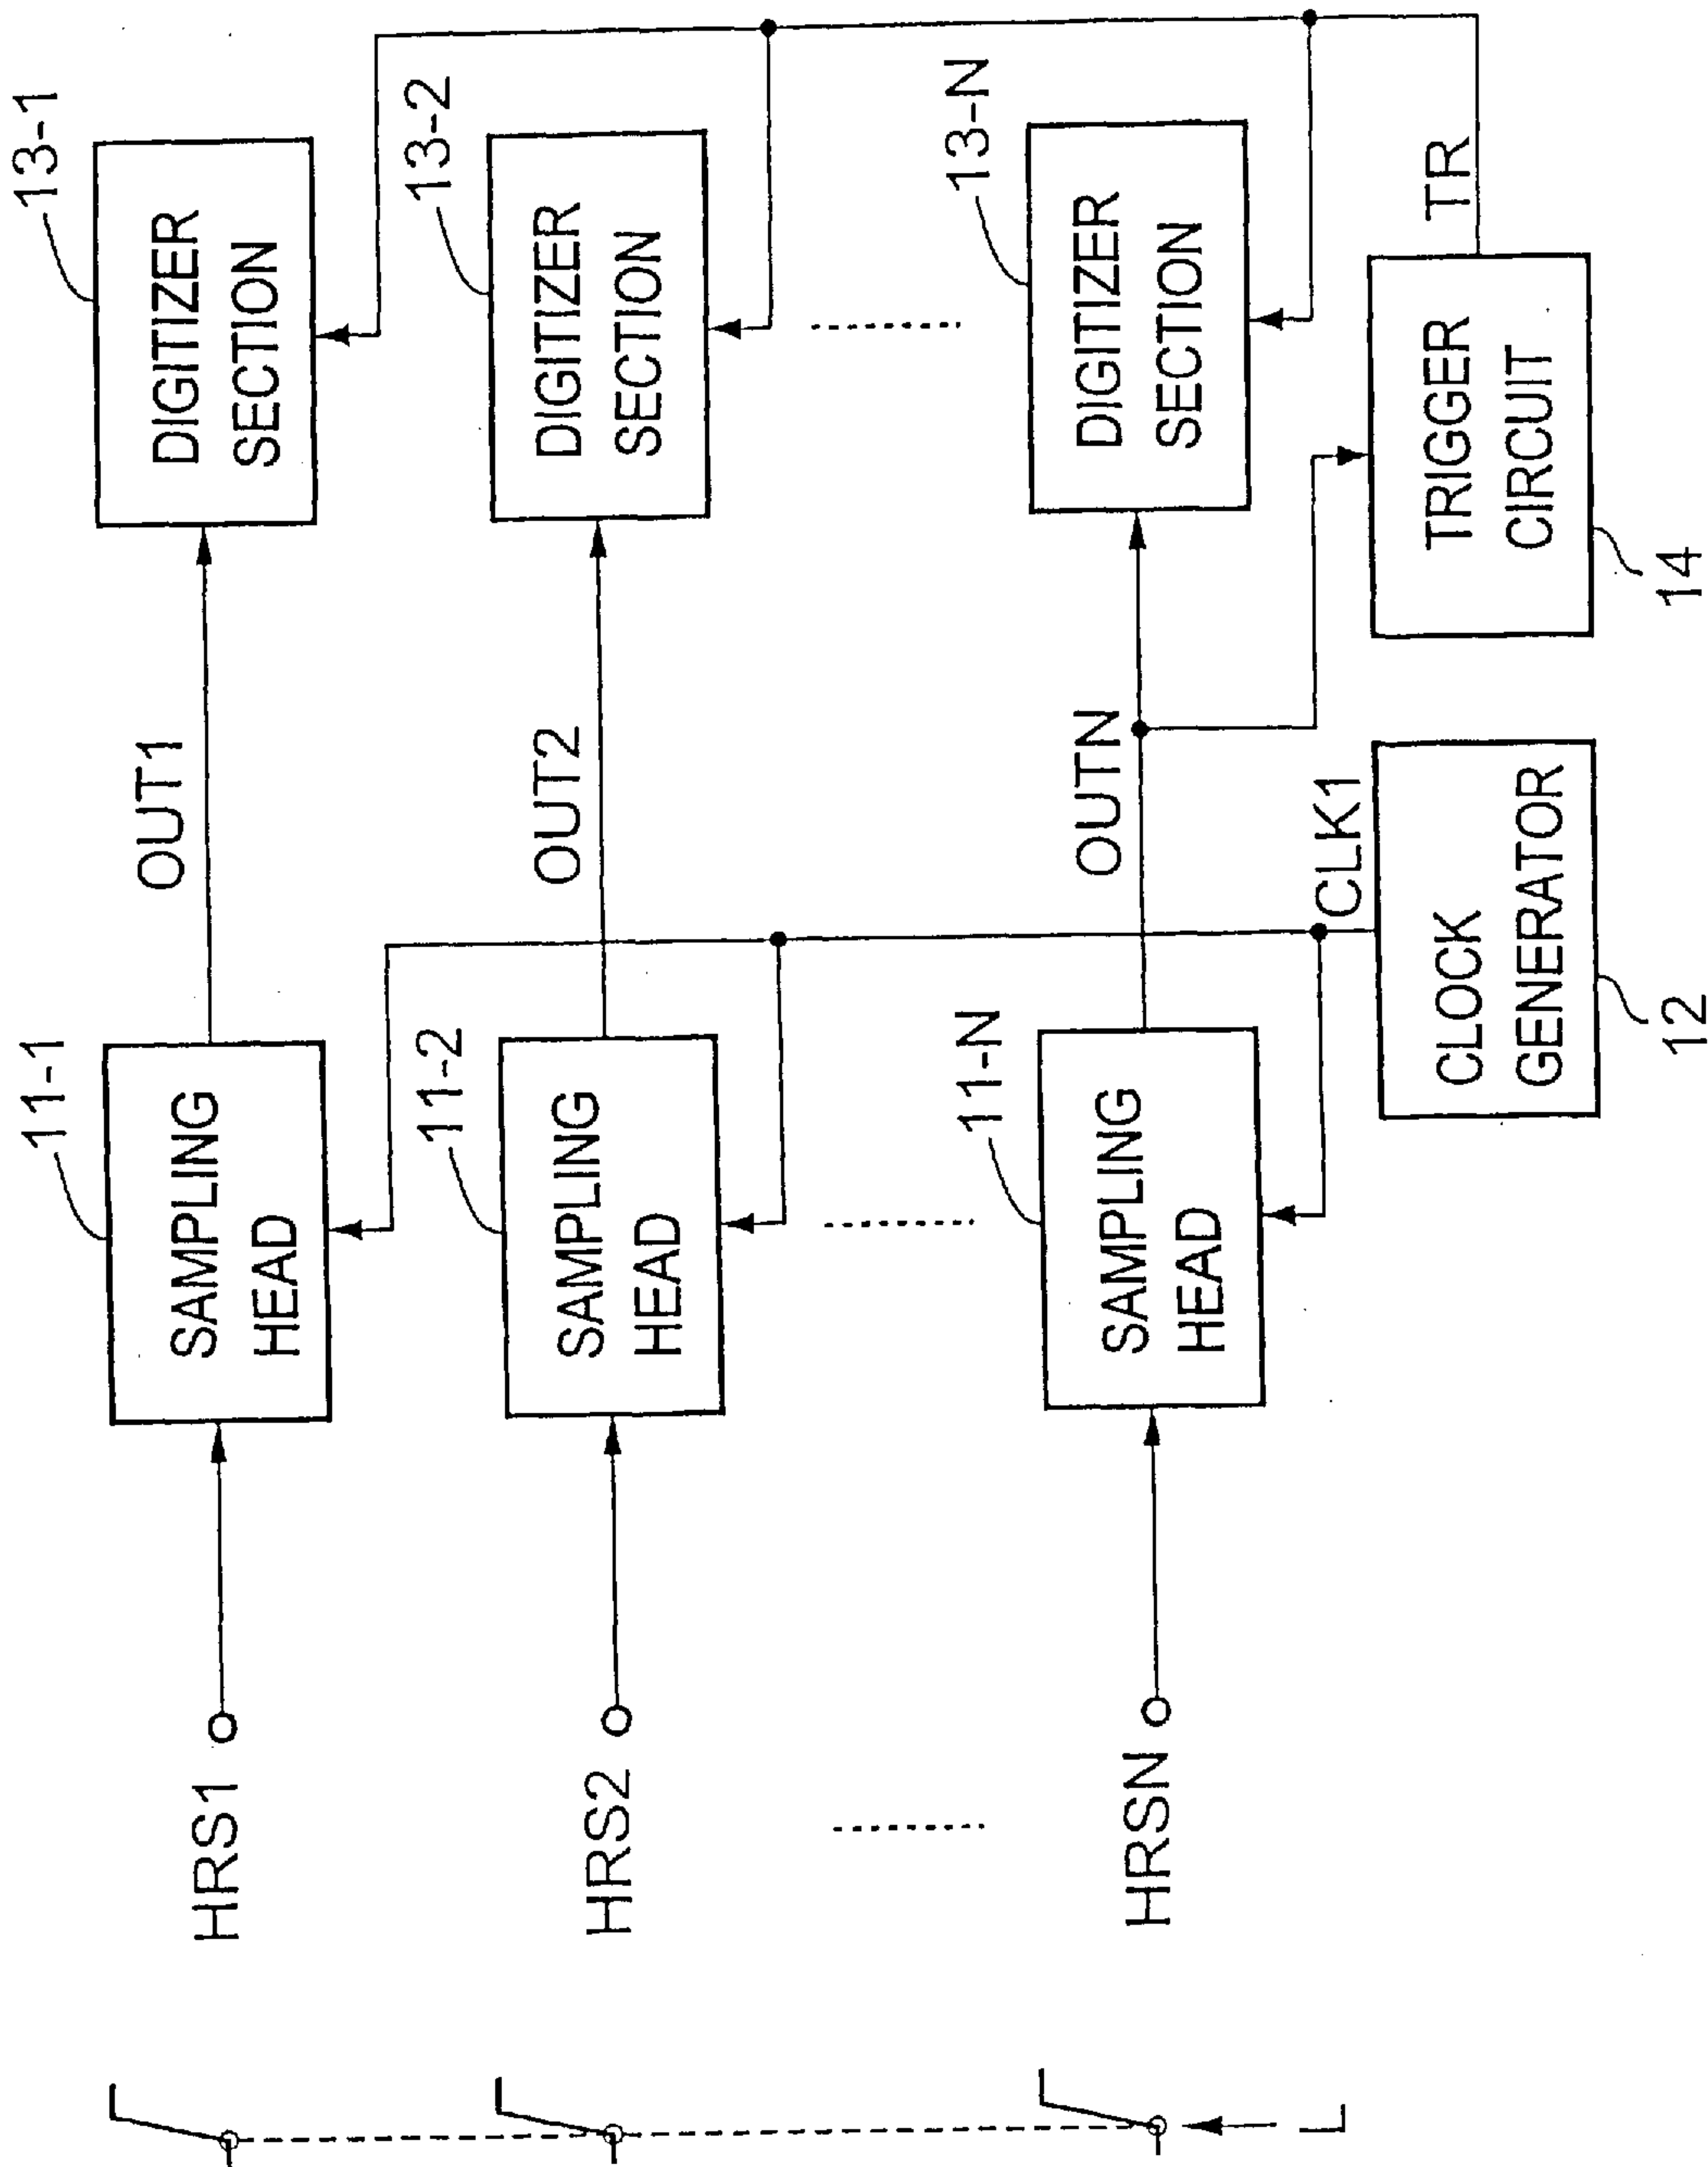 13-1
DIGITIZER
SECTION
13-2
DIGITIZER
SECTION
13-N
DIGITIZER
SECTION
TR
TRIGGER
CIRCUIT
14
OUT1
OUT2
OUTN
CLK1
CLOCK
GENERATOR
12
11-1
SAMPLING
HEAD
11-2
SAMPLING
HEAD
11-N
SAMPLING
HEAD
HRS1
HRS2
HRSN